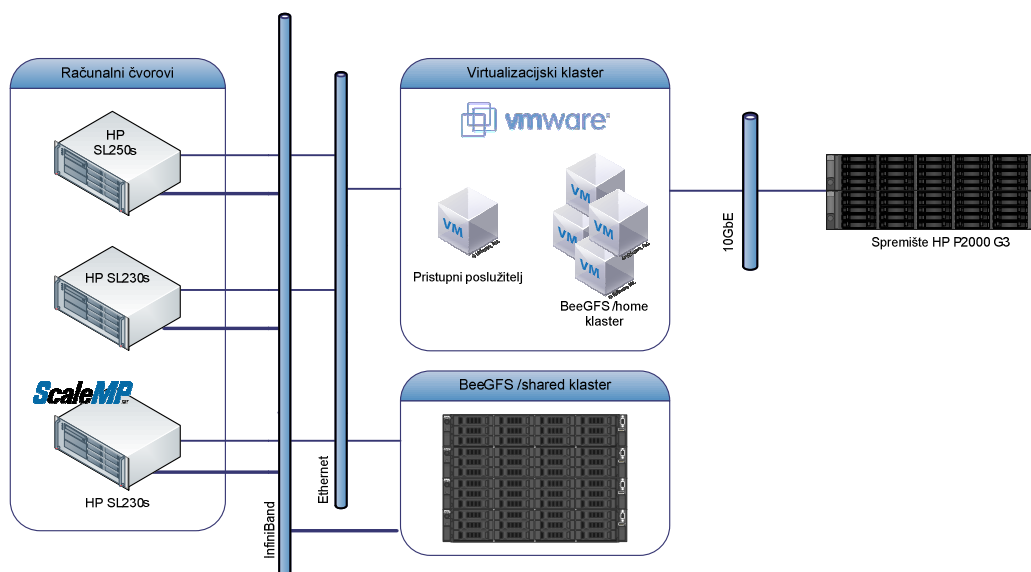 Računalni čvorovi
HP
SL250s
HP SL230s
ScaleMP
HP SL230s
InfiniBand
Ethernet
Virtualizacijski klaster
vmware
VM
Pristupni poslužitelj
VM
VM
VM
VM
BeeGFS /home
klaster
BeeGFS /shared klaster
10GbE
Spremište HP P2000 G3